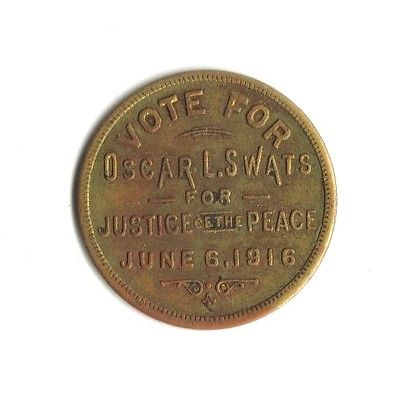 VOTE FOR
OSCAR L. SWATS
— FOR —
JUSTICE OF THE PEACE
JUNE 6, 1916